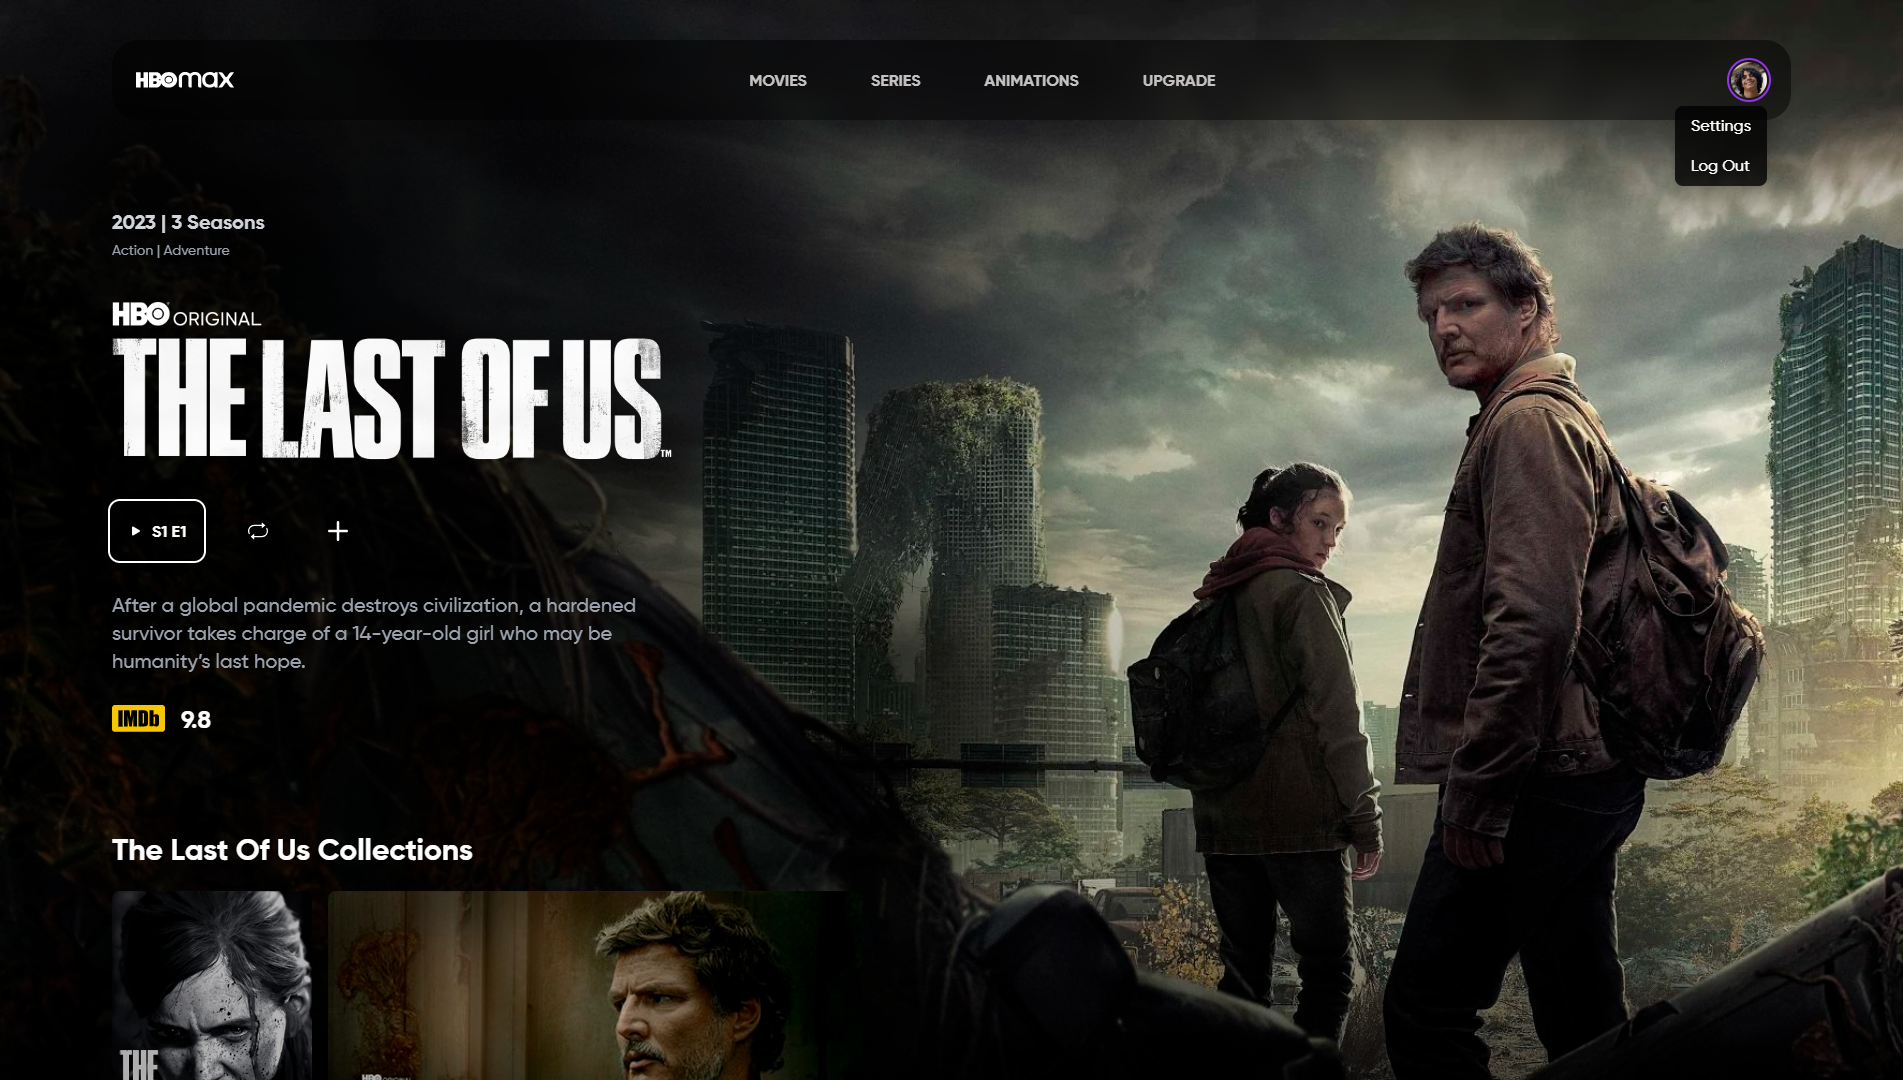 HBOmax
MOVIES
SERIES
ANIMATIONS
UPGRADE
Settings
Log Out
2023 | 3 Seasons
Action | Adventure
HBO ORIGINAL
THE LAST OF US™
S1 E1
After a global pandemic destroys civilization, a hardened
survivor takes charge of a 14-year-old girl who may be
humanity’s last hope.
IMDb 9.8
The Last Of Us Collections
THE
HBO ORIGINAL